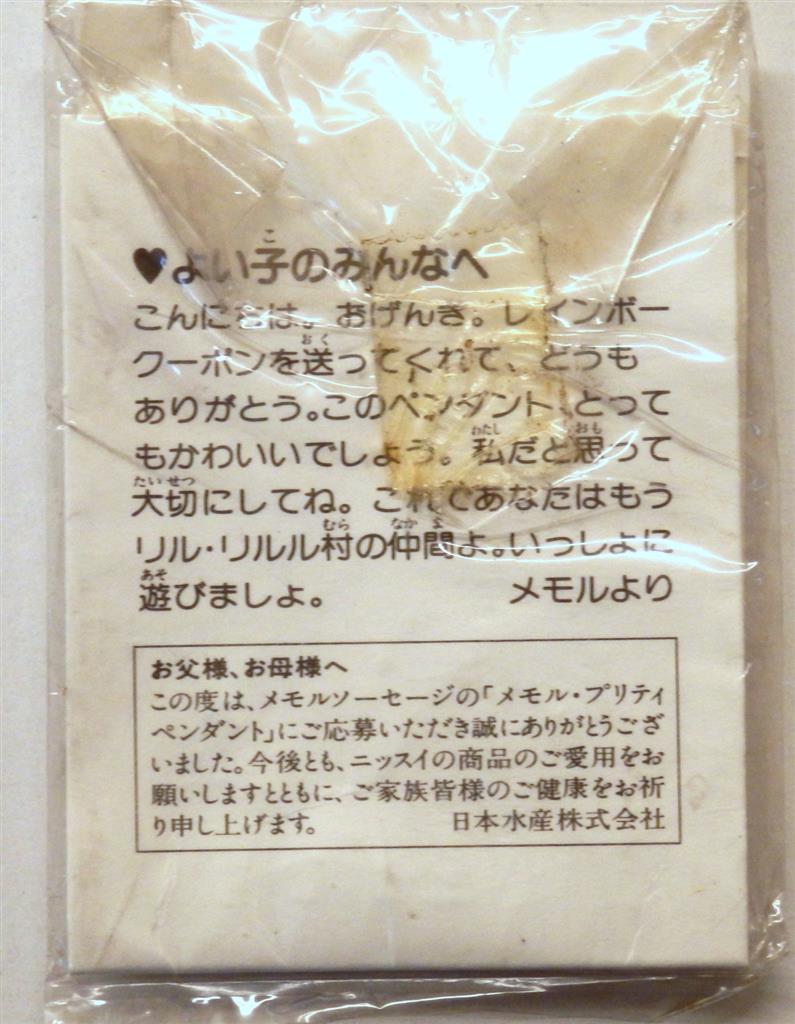 ♥よい子のみんなへ
こんにちは。おげんき。レインボー
クーポンを送ってくれて、どうも
ありがとう。このペンダント、とって
もかわいいでしょう。私だと思って
大切にしてね。これであなたはもう
リル・リルル村の仲間よ。いっしょに
遊びましょ。 メモルより
お父様、お母様へ
この度は、メモルソーセージの「メモル・プリティ
ペンダント」にご応募いただき誠にありがとうござ
いました。今後とも、ニッスイの商品のご愛用をお
願いしますとともに、ご家族皆様のご健康をお祈
り申し上げます。 日本水産株式会社